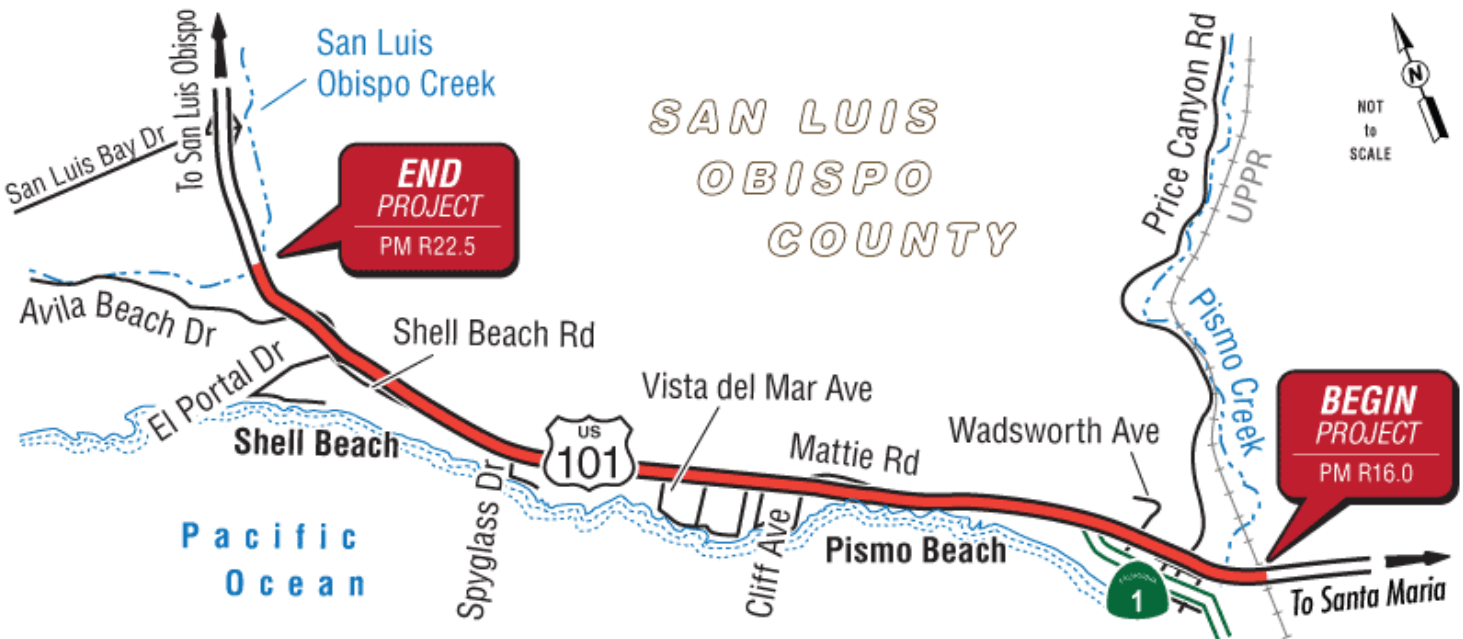 To San Luis Obispo
San Luis
Obispo Creek
San Luis Bay Dr
SAN LUIS
OBISPO
COUNTY
Price Canyon Rd
UPPR
N
NOT
to
SCALE
END
PROJECT
PM R22.5
Avila Beach Dr
El Portal Dr
Shell Beach Rd
Shell Beach
Vista del Mar Ave
Mattie Rd
Wadsworth Ave
Pismo Creek
BEGIN
PROJECT
PM R16.0
US
101
Spyglass Dr
Cliff Ave
Pismo Beach
Pacific
Ocean
CALIFORNIA
1
To Santa Maria